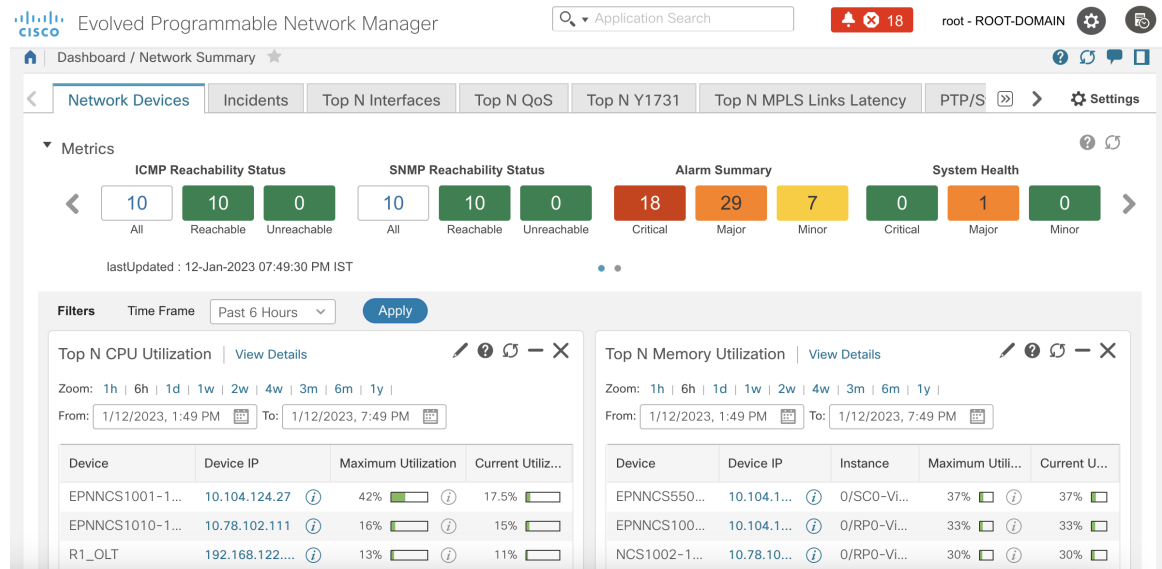 cisco Evolved Programmable Network Manager Application Search 18 root - ROOT-DOMAIN
Dashboard / Network Summary
Network Devices Incidents Top N Interfaces Top N QoS Top N Y1731 Top N MPLS Links Latency PTP/S Settings
Metrics
ICMP Reachability Status SNMP Reachability Status Alarm Summary System Health
10 10 0 10 10 0 18 29 7 0 1 0
All Reachable Unreachable All Reachable Unreachable Critical Major Minor Critical Major Minor
lastUpdated : 12-Jan-2023 07:49:30 PM IST
Filters Time Frame Past 6 Hours Apply
Top N CPU Utilization View Details
Zoom: 1h | 6h | 1d | 1w | 2w | 4w | 3m | 6m | 1y |
From: 1/12/2023, 1:49 PM To: 1/12/2023, 7:49 PM
Device Device IP Maximum Utilization Current Utiliz...
EPNNCS1001-1... 10.104.124.27 42% 17.5%
EPNNCS1010-1... 10.78.102.111 16% 15%
R1_OLT 192.168.122.... 13% 11%
Top N Memory Utilization View Details
Zoom: 1h | 6h | 1d | 1w | 2w | 4w | 3m | 6m | 1y |
From: 1/12/2023, 1:49 PM To: 1/12/2023, 7:49 PM
Device Device IP Instance Maximum Utili... Current U...
EPNNCS550... 10.104.1... 0/SC0-Vi... 37% 37%
EPNNCS100... 10.104.1... 0/RP0-Vi... 33% 33%
NCS1002-1... 10.78.10... 0/RP0-Vi... 30% 30%